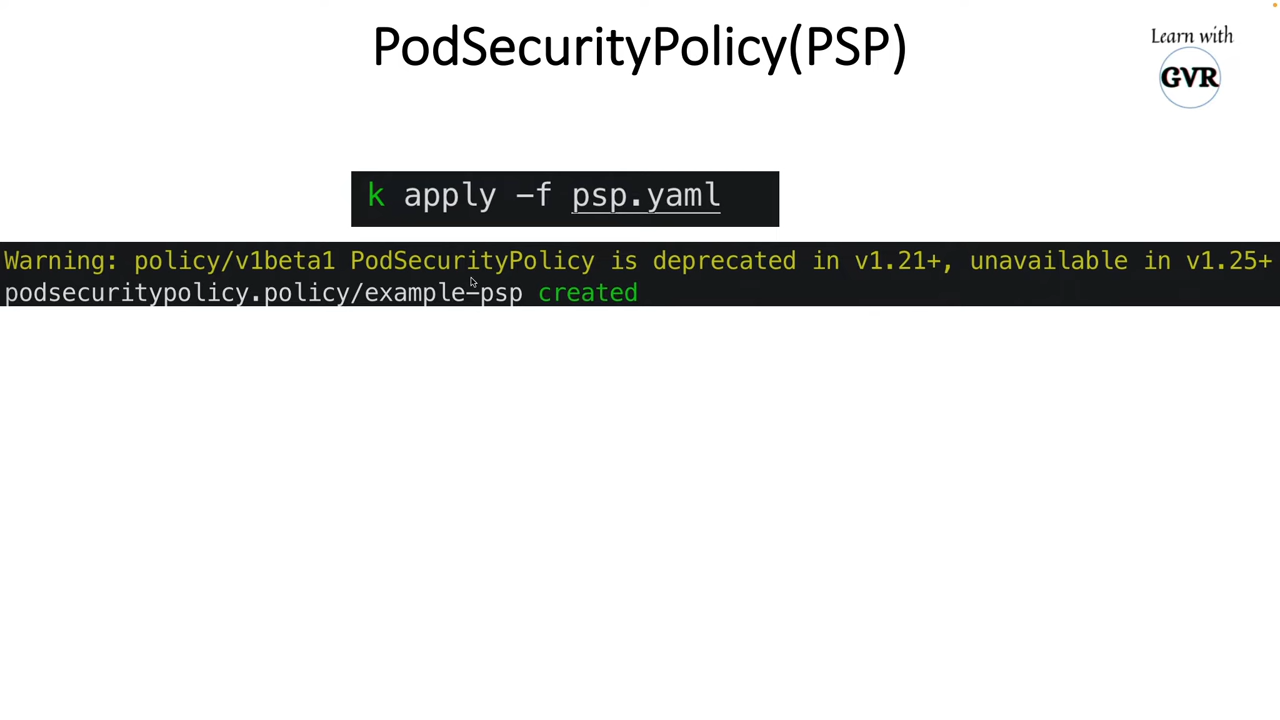 PodSecurityPolicy(PSP)
Learn with
GVR
k apply -f psp.yaml
Warning: policy/v1beta1 PodSecurityPolicy is deprecated in v1.21+, unavailable in v1.25+
podsecuritypolicy.policy/example-psp created